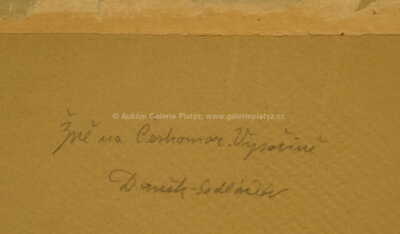 © Aukční Galerie Platýz, www.galerieplatyz.cz
Žně na Českomor. Vysočině
Daněk-Sedláček